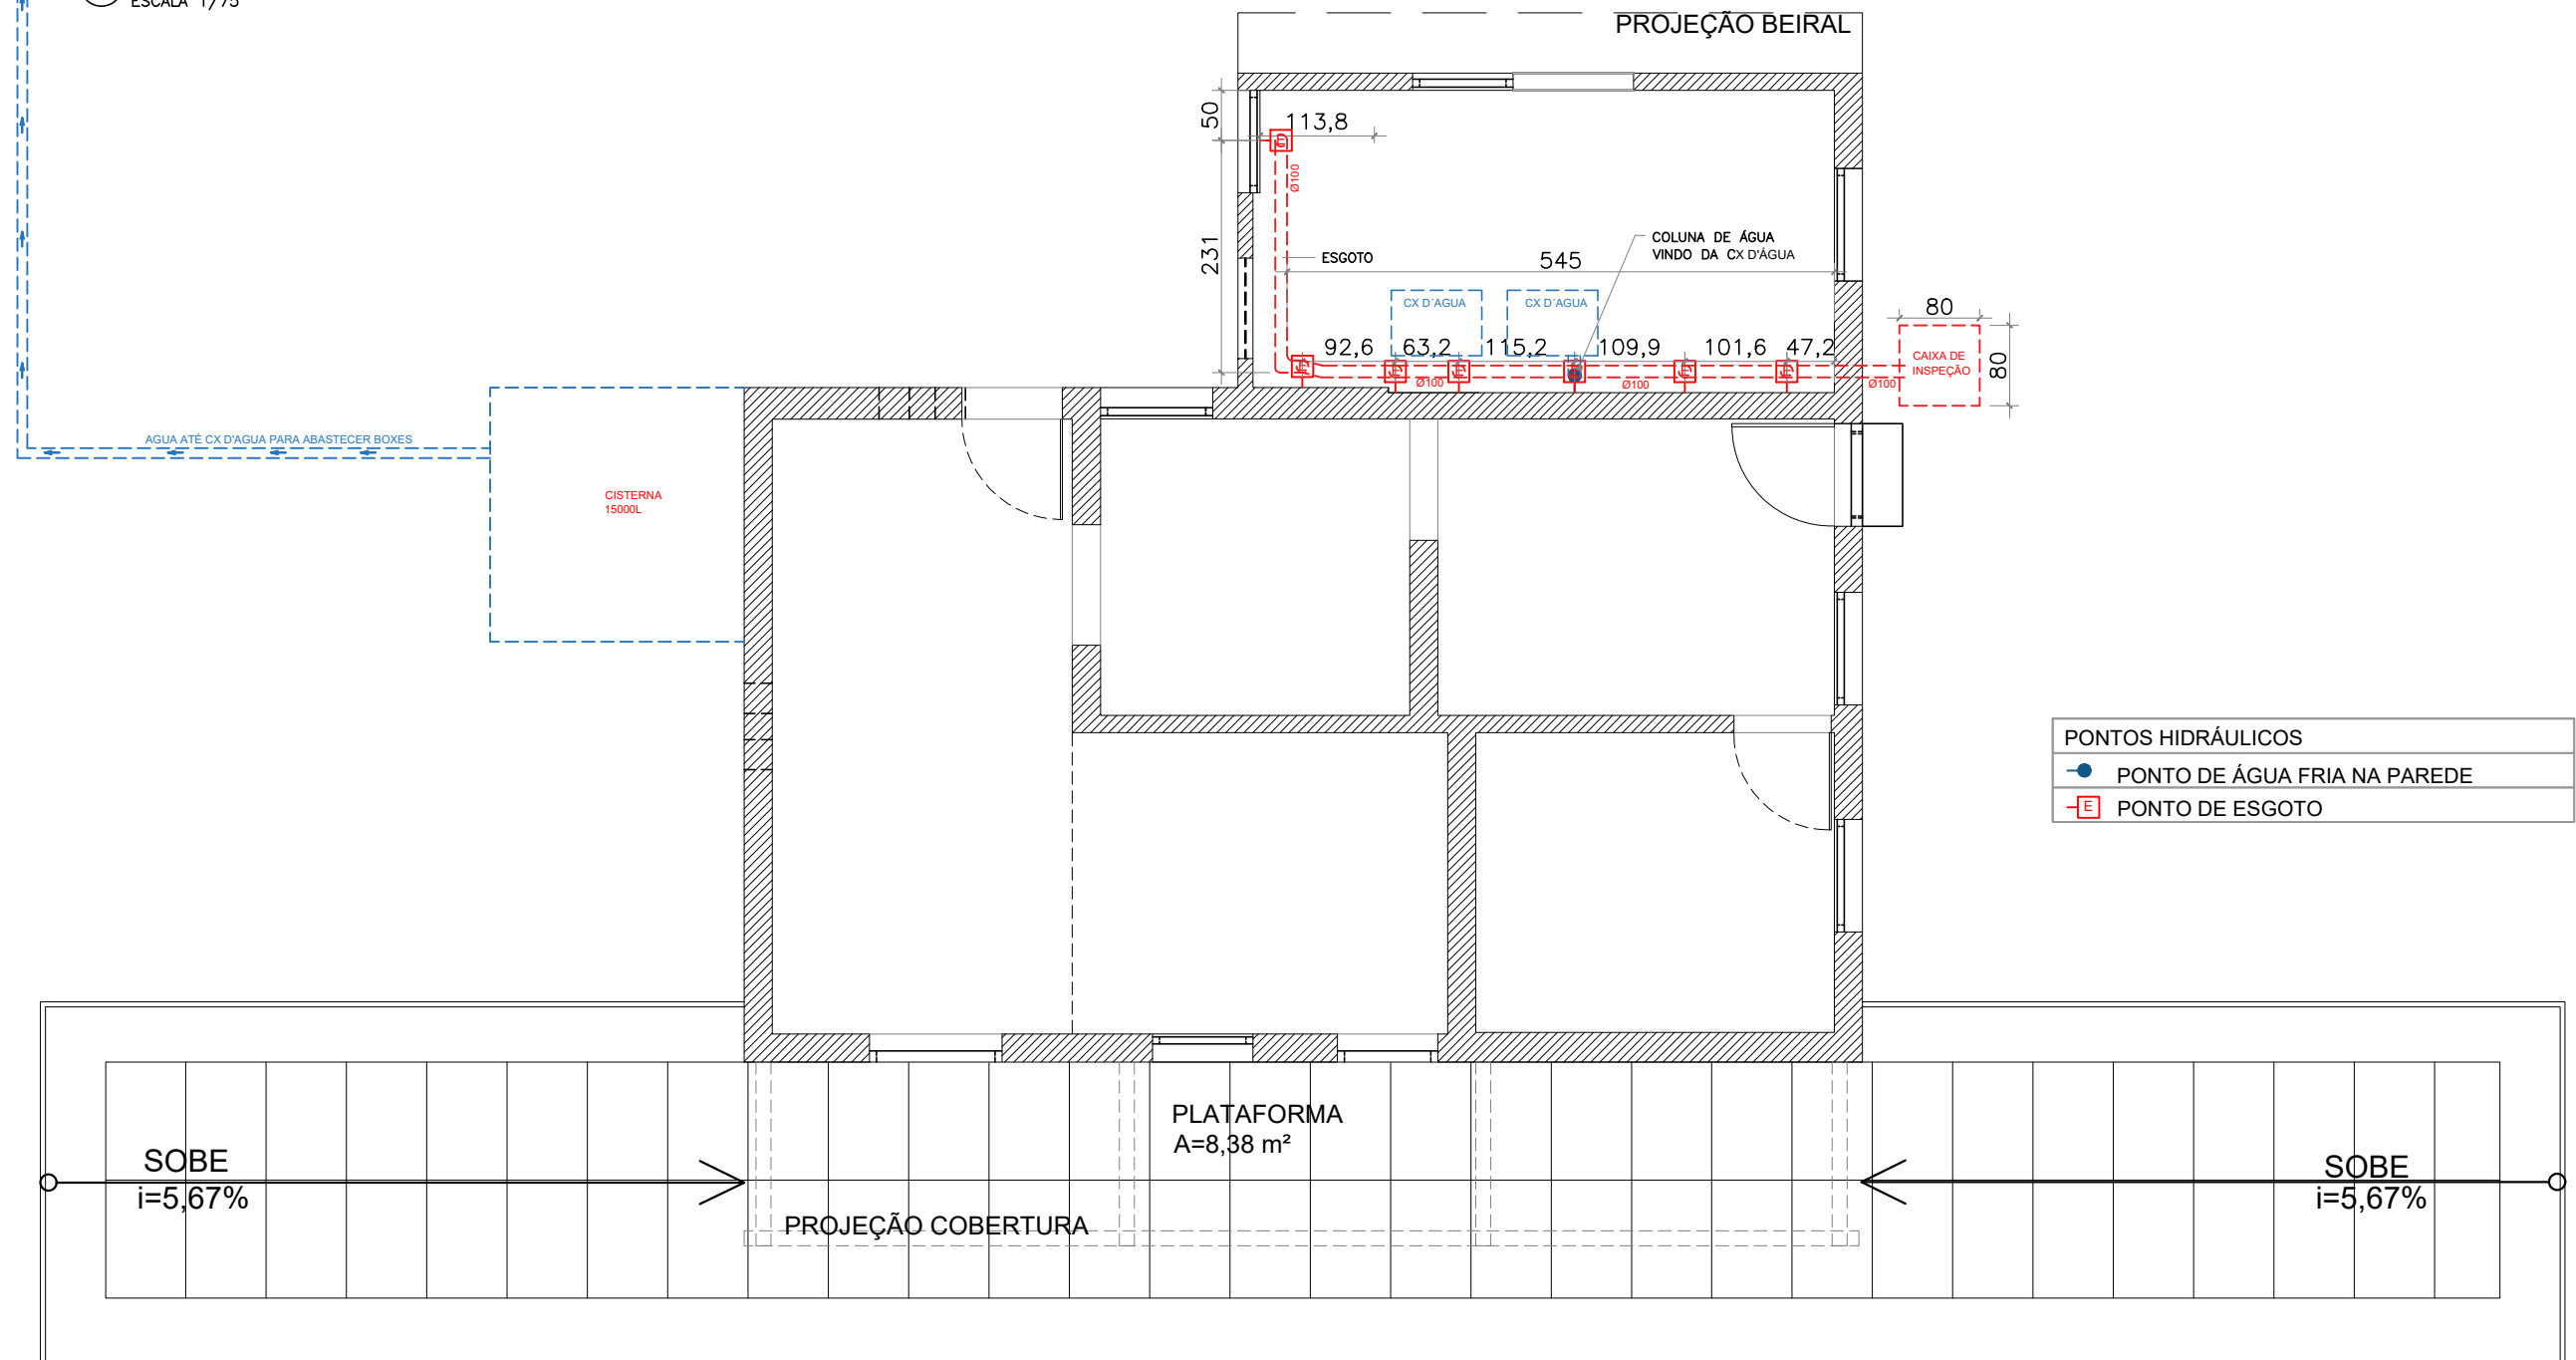 ESCALA 1/75
PROJEÇÃO BEIRAL
50
113,8
Ø100
231
ESGOTO
COLUNA DE ÁGUA
VINDO DA CX D'ÁGUA
545
CX D´AGUA
CX D´AGUA
80
92,6
63,2
115,2
109,9
101,6
47,2
CAIXA DE
INSPEÇÃO
80
Ø100
Ø100
Ø100
E
E
E
E
E
E
E
AGUA ATÉ CX D'AGUA PARA ABASTECER BOXES
CISTERNA
15000L
PONTOS HIDRÁULICOS
PONTO DE ÁGUA FRIA NA PAREDE
E PONTO DE ESGOTO
PLATAFORMA
A=8,38 m²
SOBE
i=5,67%
SOBE
i=5,67%
PROJEÇÃO COBERTURA